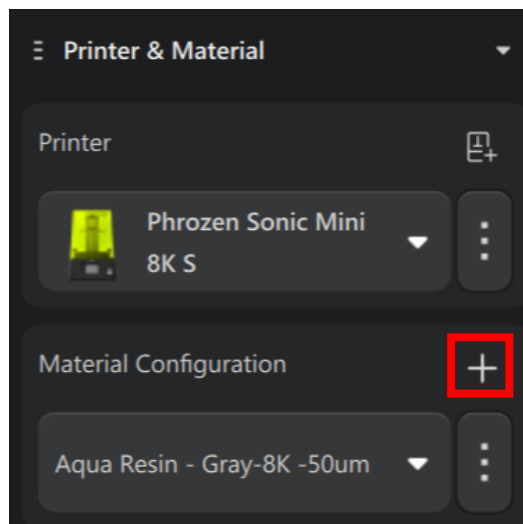 Printer & Material
Printer
Phrozen Sonic Mini
8K S
Material Configuration
Aqua Resin - Gray-8K -50um